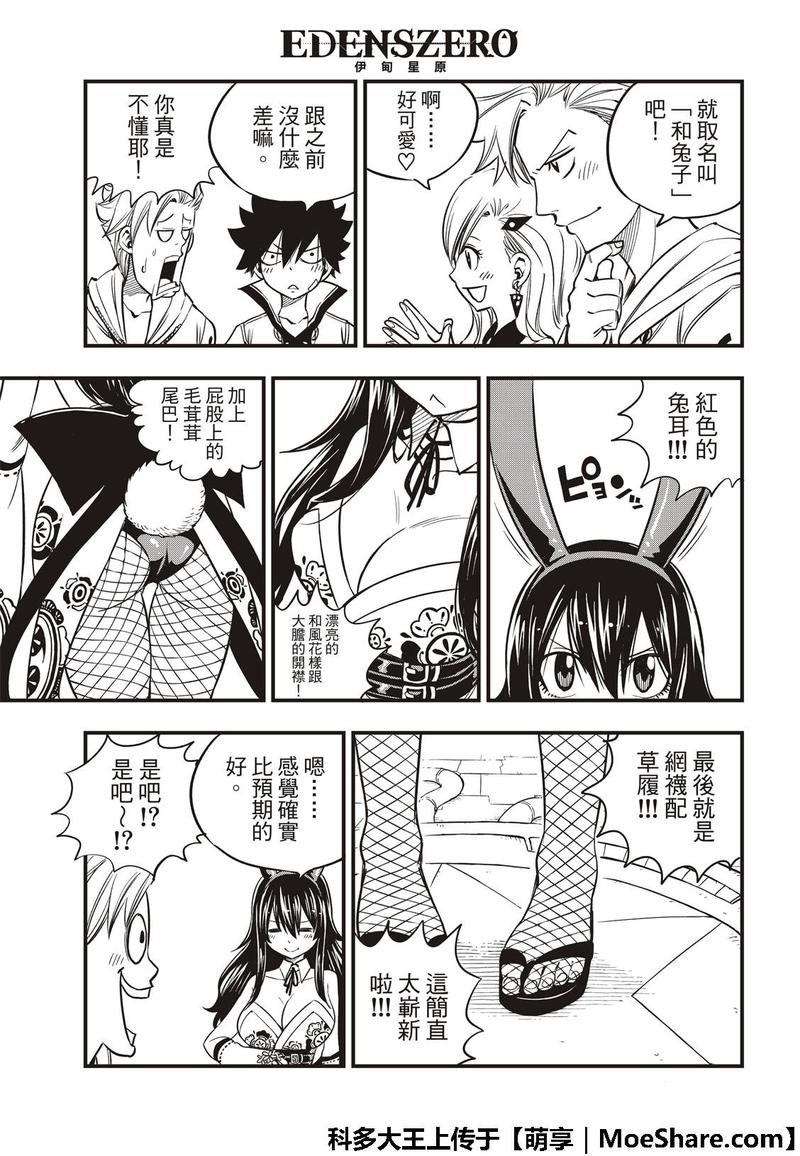 EDENSZERO
伊甸星原
就取名叫
「和兔子」
吧！
啊……
好可愛♡
跟之前
沒什麼
差嘛。
你真是
不懂耶！
紅色的
兔耳!!!
ピョンッ
漂亮的
和風花樣跟
大膽的開襟！
加上
屁股上的
毛茸茸
尾巴！
最後就是
網襪配
草履!!!
這簡直
太嶄新
啦!!!
嗯……
感覺確實
比預期的
好。
是吧!?
是吧～!?
科多大王上传于【萌享｜MoeShare.com】